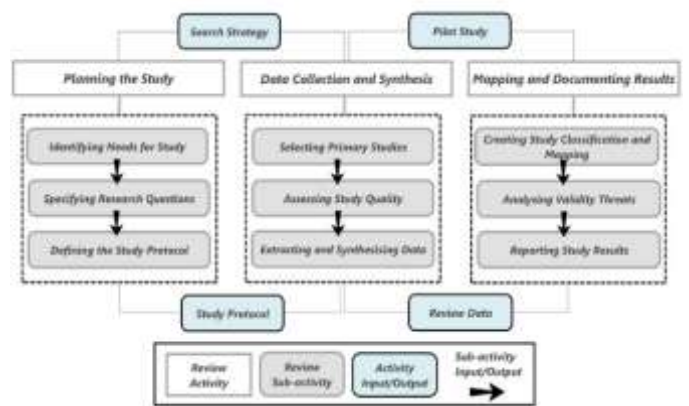 Search Strategy
Pilot Study
Planning the Study
Data Collection and Synthesis
Mapping and Documenting Results
Identifying Needs for Study
Specifying Research Questions
Defining the Study Protocol
Selecting Primary Studies
Assessing Study Quality
Extracting and Synthesising Data
Creating Study Classification and
Mapping
Analysing Validity Threats
Reporting Study Results
Study Protocol
Review Data
Review
Activity
Review
Sub-activity
Activity
Input/Output
Sub-activity
Input/Output